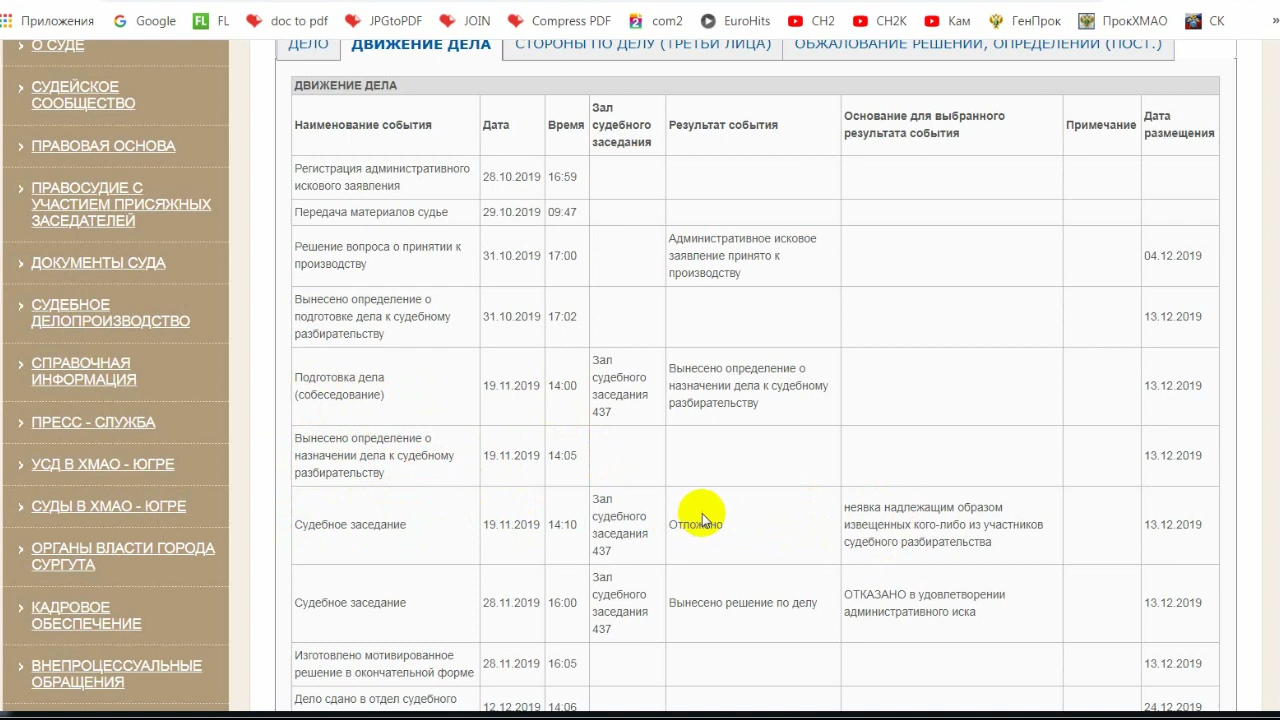 Приложения Google FL FL doc to pdf JPGtoPDF JOIN Compress PDF 2 com2 EuroHits CH2 CH2K Кам ГенПрок ПрокХМАО СК »
О СУДЕ
СУДЕЙСКОЕ
СООБЩЕСТВО
ПРАВОВАЯ ОСНОВА
ПРАВОСУДИЕ С
УЧАСТИЕМ ПРИСЯЖНЫХ
ЗАСЕДАТЕЛЕЙ
ДОКУМЕНТЫ СУДА
СУДЕБНОЕ
ДЕЛОПРОИЗВОДСТВО
СПРАВОЧНАЯ
ИНФОРМАЦИЯ
ПРЕСС - СЛУЖБА
УСД В ХМАО - ЮГРЕ
СУДЫ В ХМАО - ЮГРЕ
ОРГАНЫ ВЛАСТИ ГОРОДА
СУРГУТА
КАДРОВОЕ
ОБЕСПЕЧЕНИЕ
ВНЕПРОЦЕССУАЛЬНЫЕ
ОБРАЩЕНИЯ
ДЕЛО ДВИЖЕНИЕ ДЕЛА СТОРОНЫ ПО ДЕЛУ (ТРЕТЬИ ЛИЦА) ОБЖАЛОВАНИЕ РЕШЕНИЙ, ОПРЕДЕЛЕНИЙ (ПОСТ.)
ДВИЖЕНИЕ ДЕЛА
Наименование события
Дата
Время
Зал
судебного
заседания
Результат события
Основание для выбранного
результата события
Примечание
Дата
размещения
Регистрация административного
искового заявления
28.10.2019
16:59
Передача материалов судье
29.10.2019
09:47
Решение вопроса о принятии к
производству
31.10.2019
17:00
Административное исковое
заявление принято к
производству
04.12.2019
Вынесено определение о
подготовке дела к судебному
разбирательству
31.10.2019
17:02
13.12.2019
Подготовка дела
(собеседование)
19.11.2019
14:00
Зал
судебного
заседания
437
Вынесено определение о
назначении дела к судебному
разбирательству
13.12.2019
Вынесено определение о
назначении дела к судебному
разбирательству
19.11.2019
14:05
13.12.2019
Судебное заседание
19.11.2019
14:10
Зал
судебного
заседания
437
Отложено
неявка надлежащим образом
извещенных кого-либо из участников
судебного разбирательства
13.12.2019
Судебное заседание
28.11.2019
16:00
Зал
судебного
заседания
437
Вынесено решение по делу
ОТКАЗАНО в удовлетворении
административного иска
13.12.2019
Изготовлено мотивированное
решение в окончательной форме
28.11.2019
16:05
13.12.2019
Дело сдано в отдел судебного
12.12.2019
14:06
24.12.2019